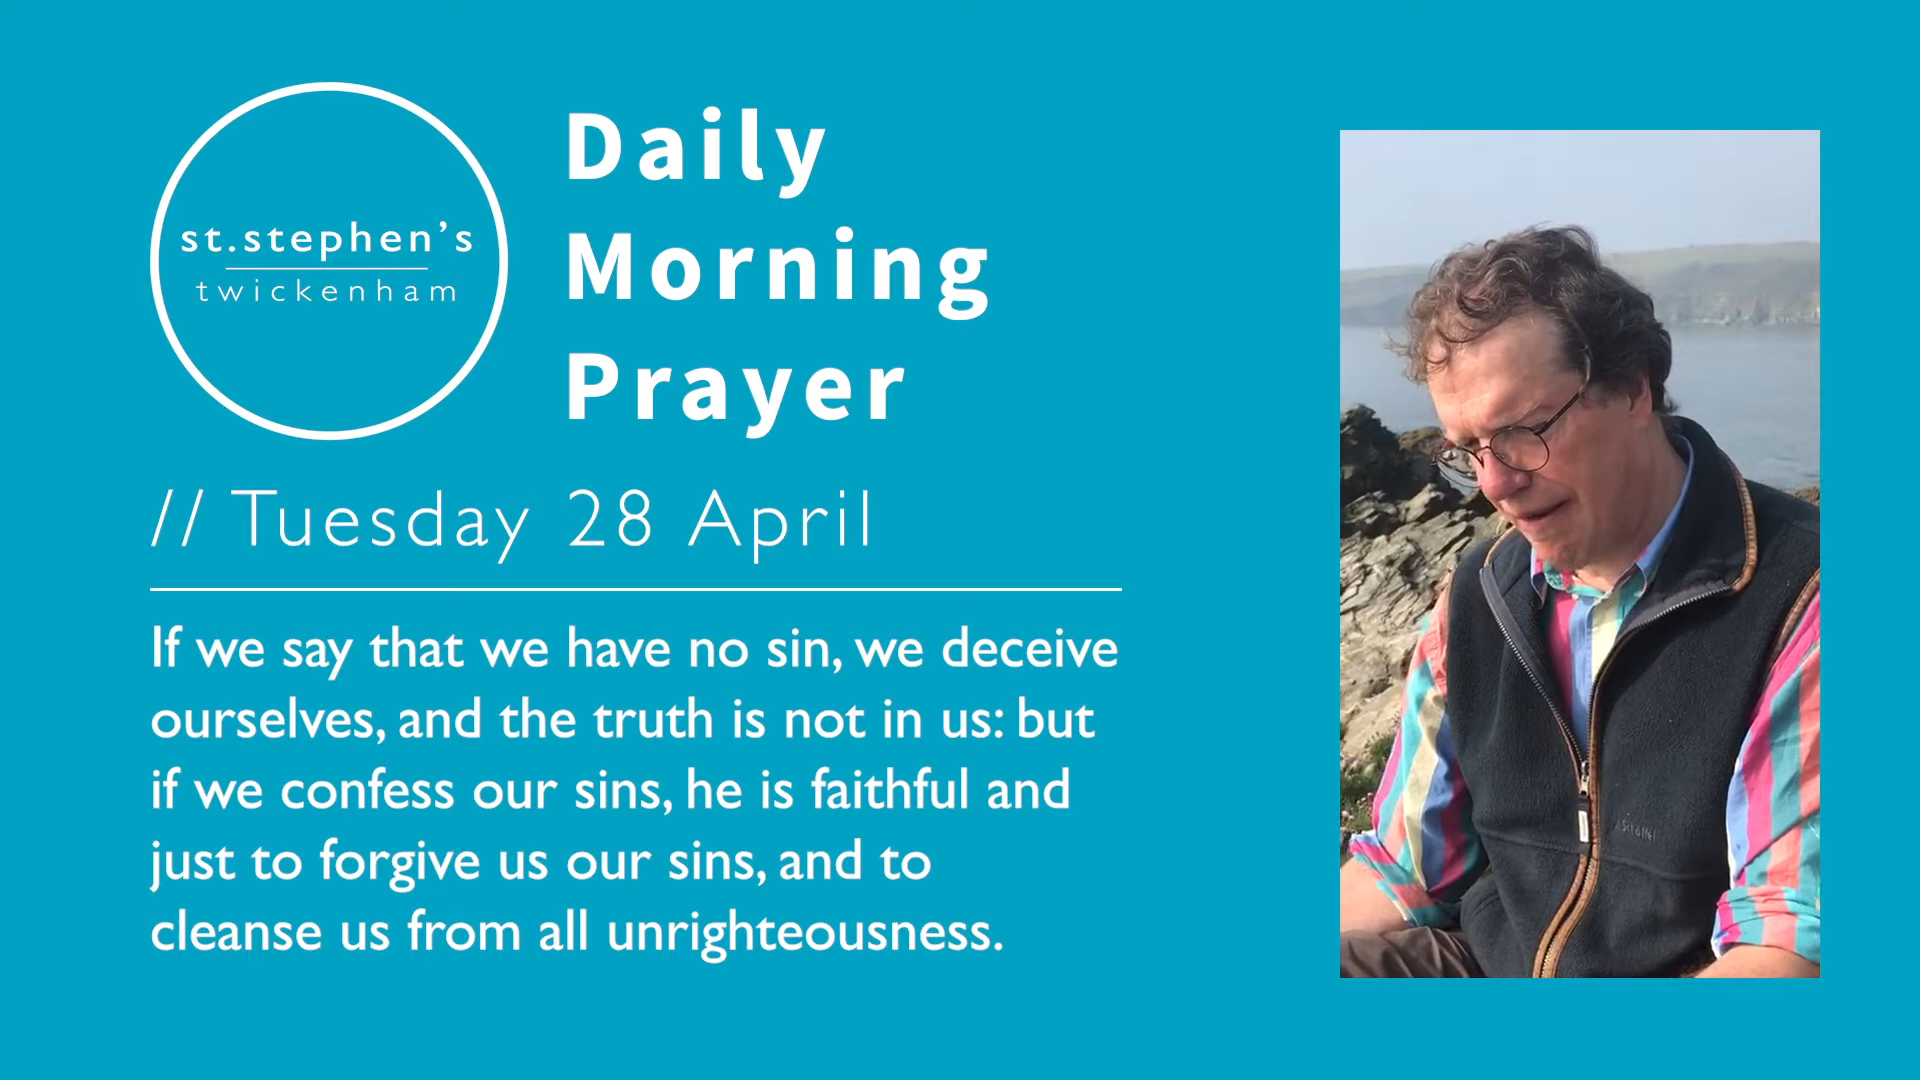 st.stephen's
twickenham
Daily
Morning
Prayer
// Tuesday 28 April
If we say that we have no sin, we deceive
ourselves, and the truth is not in us: but
if we confess our sins, he is faithful and
just to forgive us our sins, and to
cleanse us from all unrighteousness.